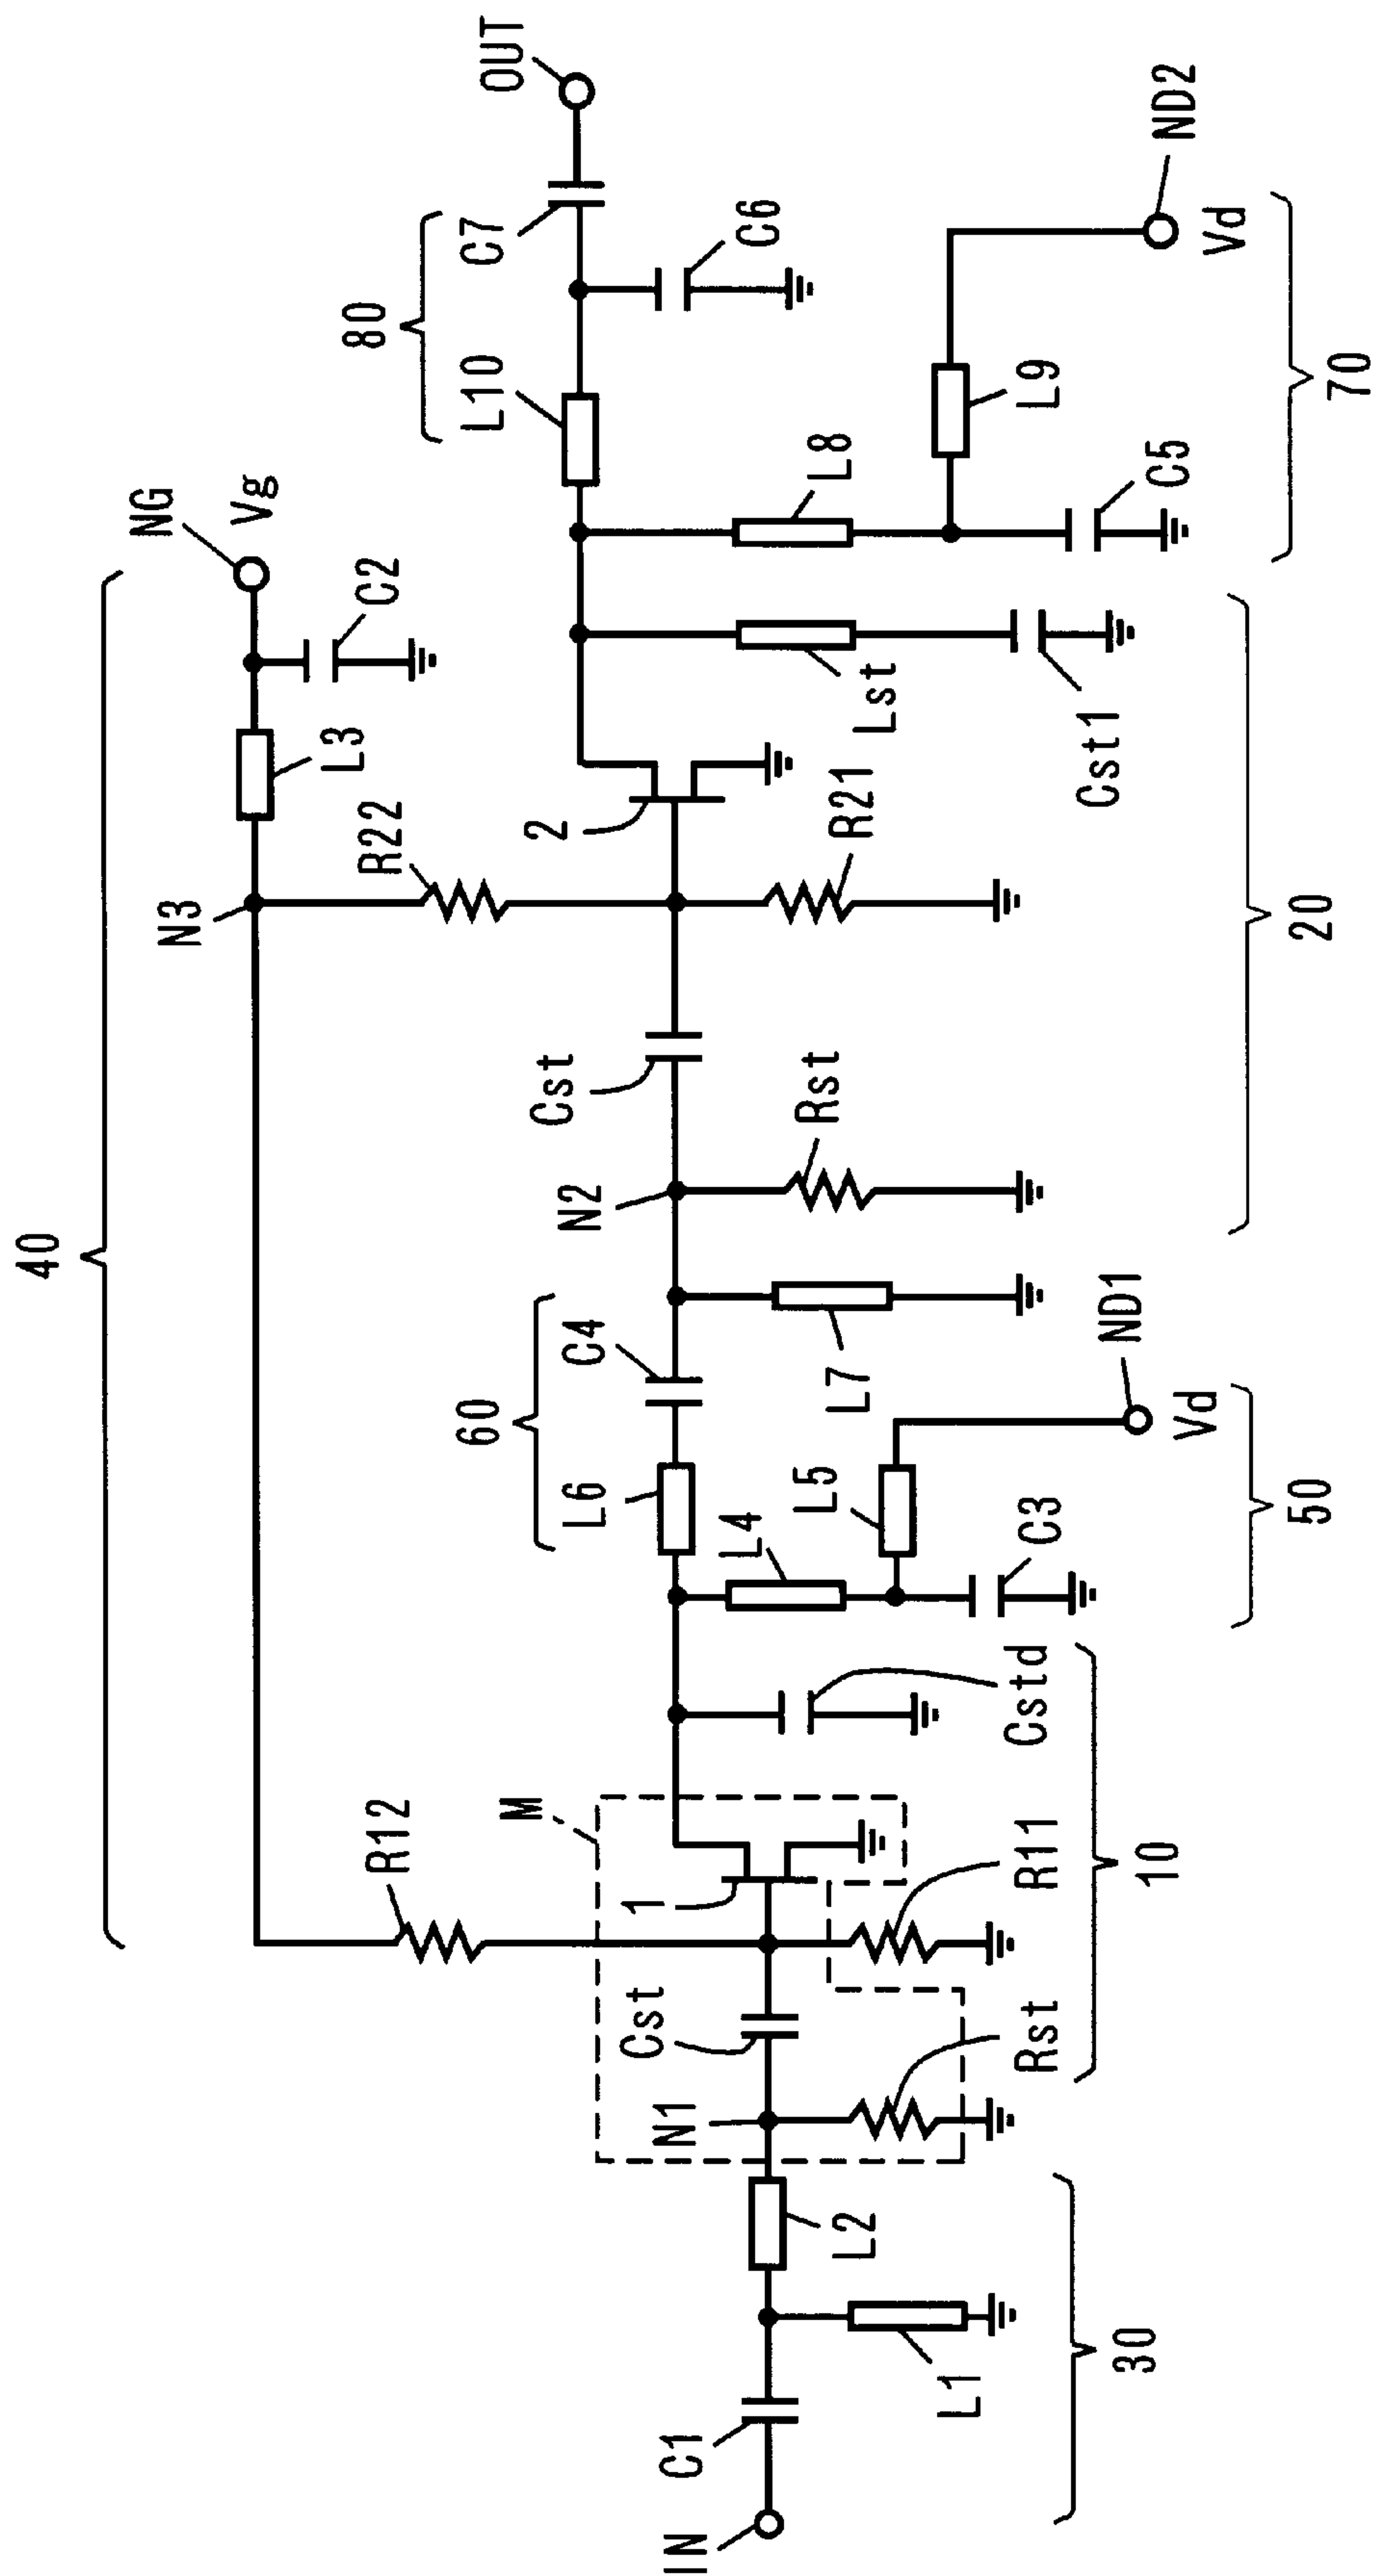 40
NG
Vg
N3
L3
C2
R12
R22
80
OUT
L10
C7
M
60
L6
C4
N2
Cst
2
C6
1
Cst
N1
L4
L5
L7
Rst
R21
Lst
L8
L9
ND2
IN
C1
L2
L1
Rst
R11
Cstd
C3
ND1
Vd
Cst1
C5
Vd
30
10
50
20
70